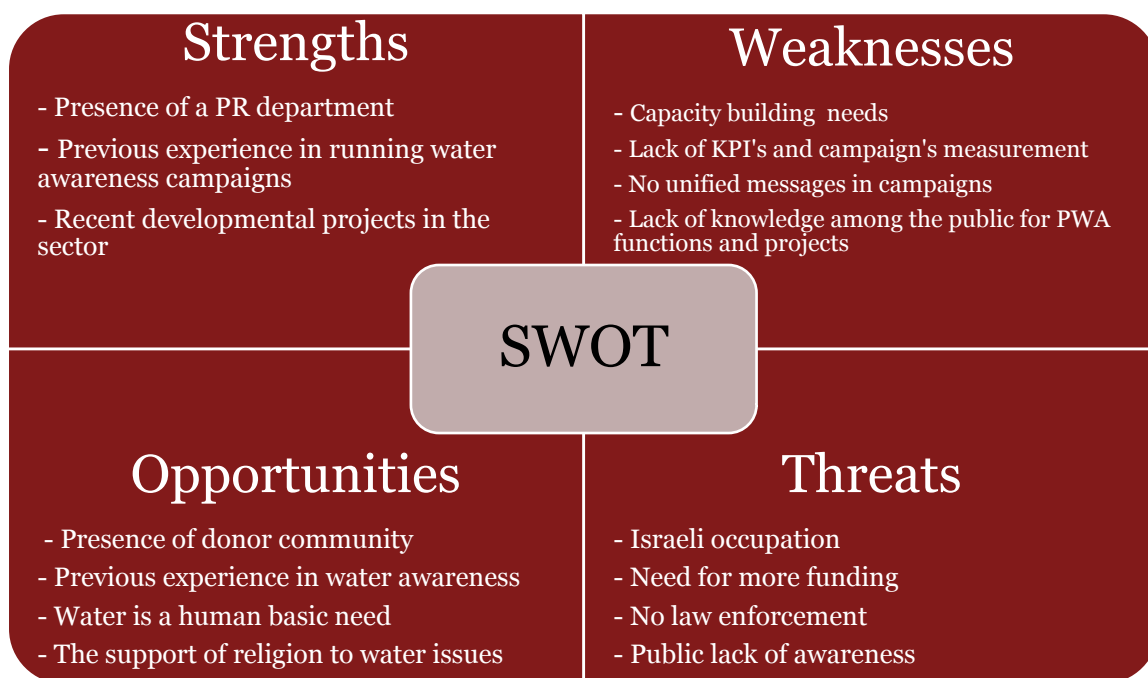 Strengths
- Presence of a PR department
- Previous experience in running water
awareness campaigns
- Recent developmental projects in the
sector
Weaknesses
- Capacity building needs
- Lack of KPI's and campaign's measurement
- No unified messages in campaigns
- Lack of knowledge among the public for PWA
functions and projects
SWOT
Opportunities
- Presence of donor community
- Previous experience in water awareness
- Water is a human basic need
- The support of religion to water issues
Threats
- Israeli occupation
- Need for more funding
- No law enforcement
- Public lack of awareness